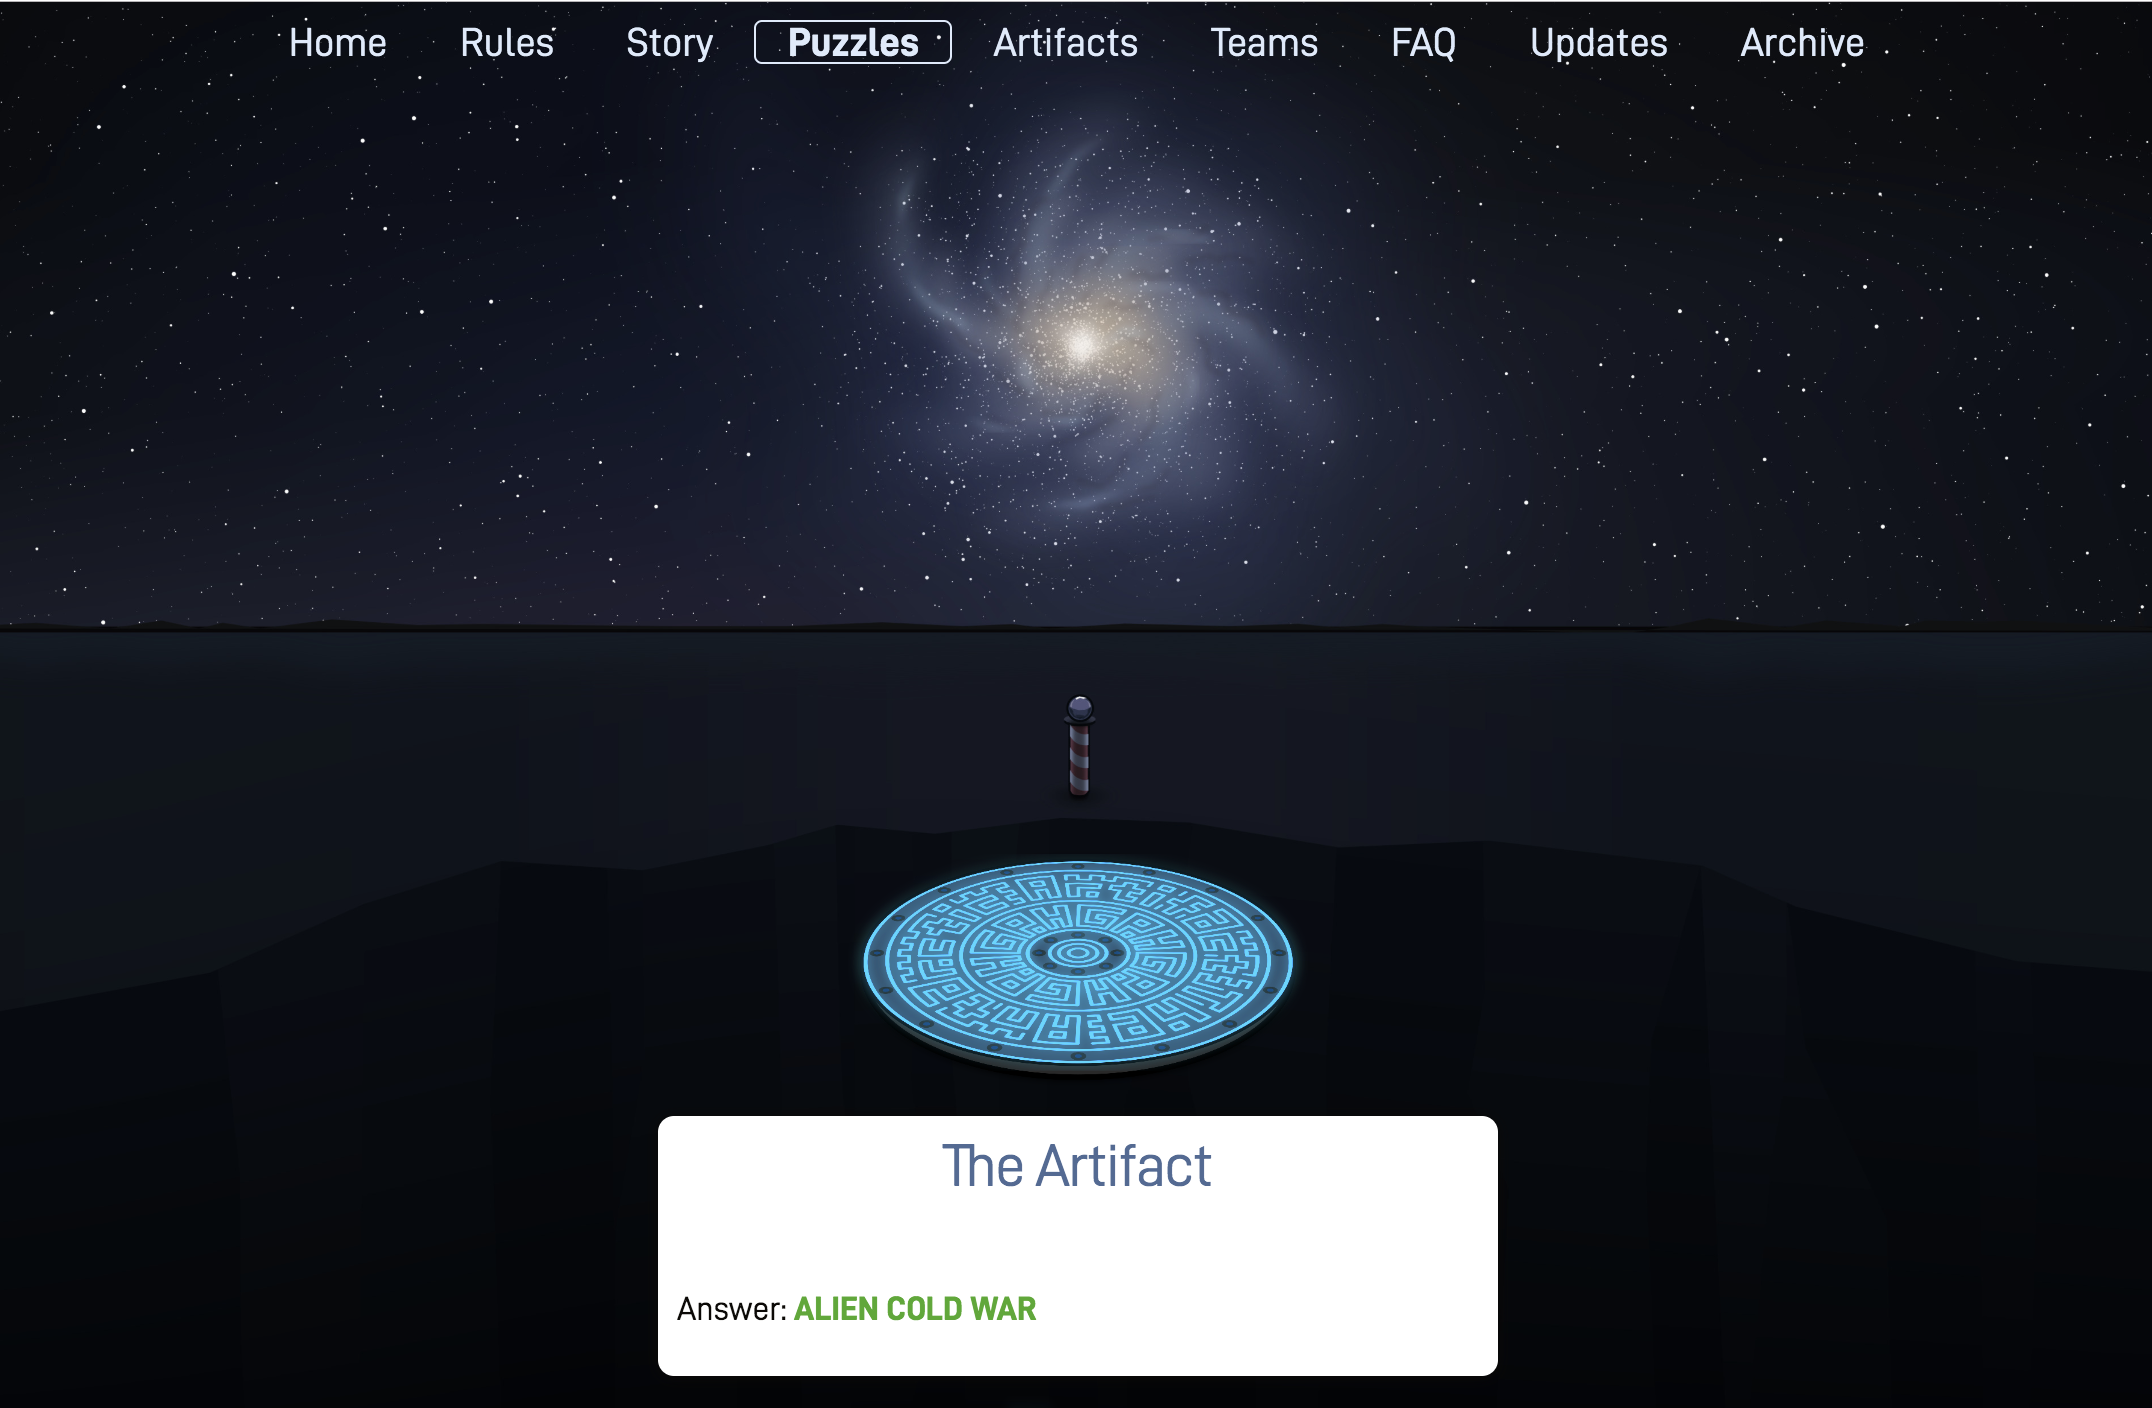 Home Rules Story Puzzles Artifacts Teams FAQ Updates Archive
The Artifact
Answer: ALIEN COLD WAR